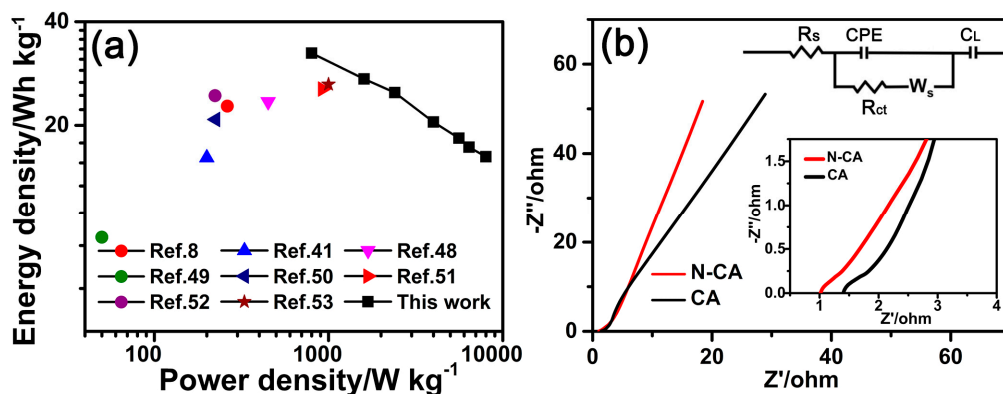 (a)
Energy density/Wh kg⁻¹
40
20
Ref.8
Ref.41
Ref.48
Ref.49
Ref.50
Ref.51
Ref.52
Ref.53
This work
100
1000
10000
Power density/W kg⁻¹
(b)
-Z''/ohm
60
40
20
0
0
20
40
60
Z'/ohm
N-CA
CA
Rs
CPE
CL
Rct
Ws
-Z''/ohm
1.5
1.0
0.5
0.0
N-CA
CA
1
2
3
4
Z'/ohm